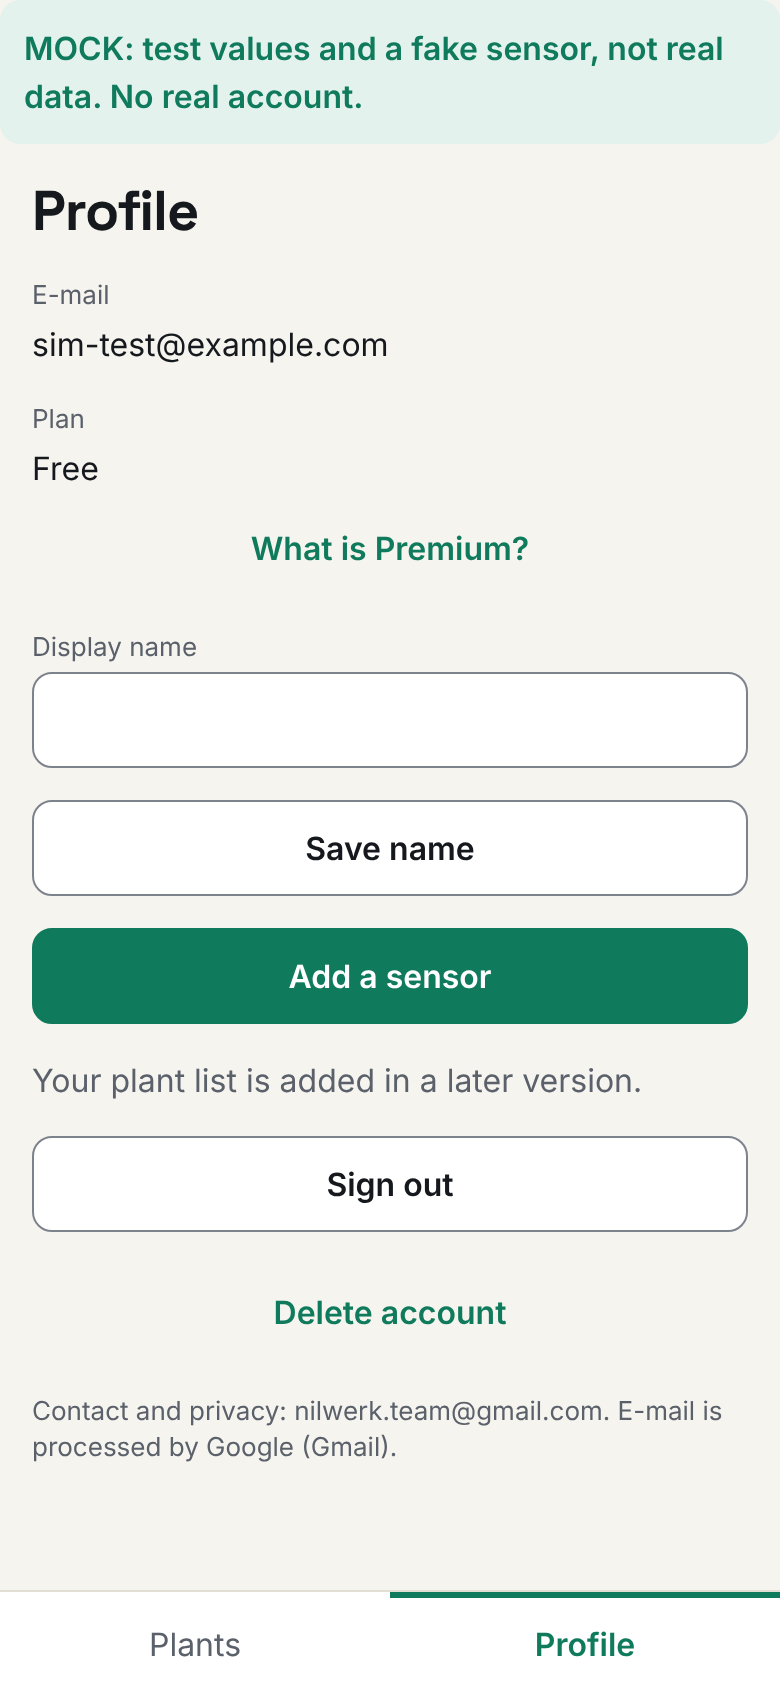 MOCK: test values and a fake sensor, not real
data. No real account.
Profile
E-mail
sim-test@example.com
Plan
Free
What is Premium?
Display name
Save name
Add a sensor
Your plant list is added in a later version.
Sign out
Delete account
Contact and privacy: nilwerk.team@gmail.com. E-mail is
processed by Google (Gmail).
Plants
Profile